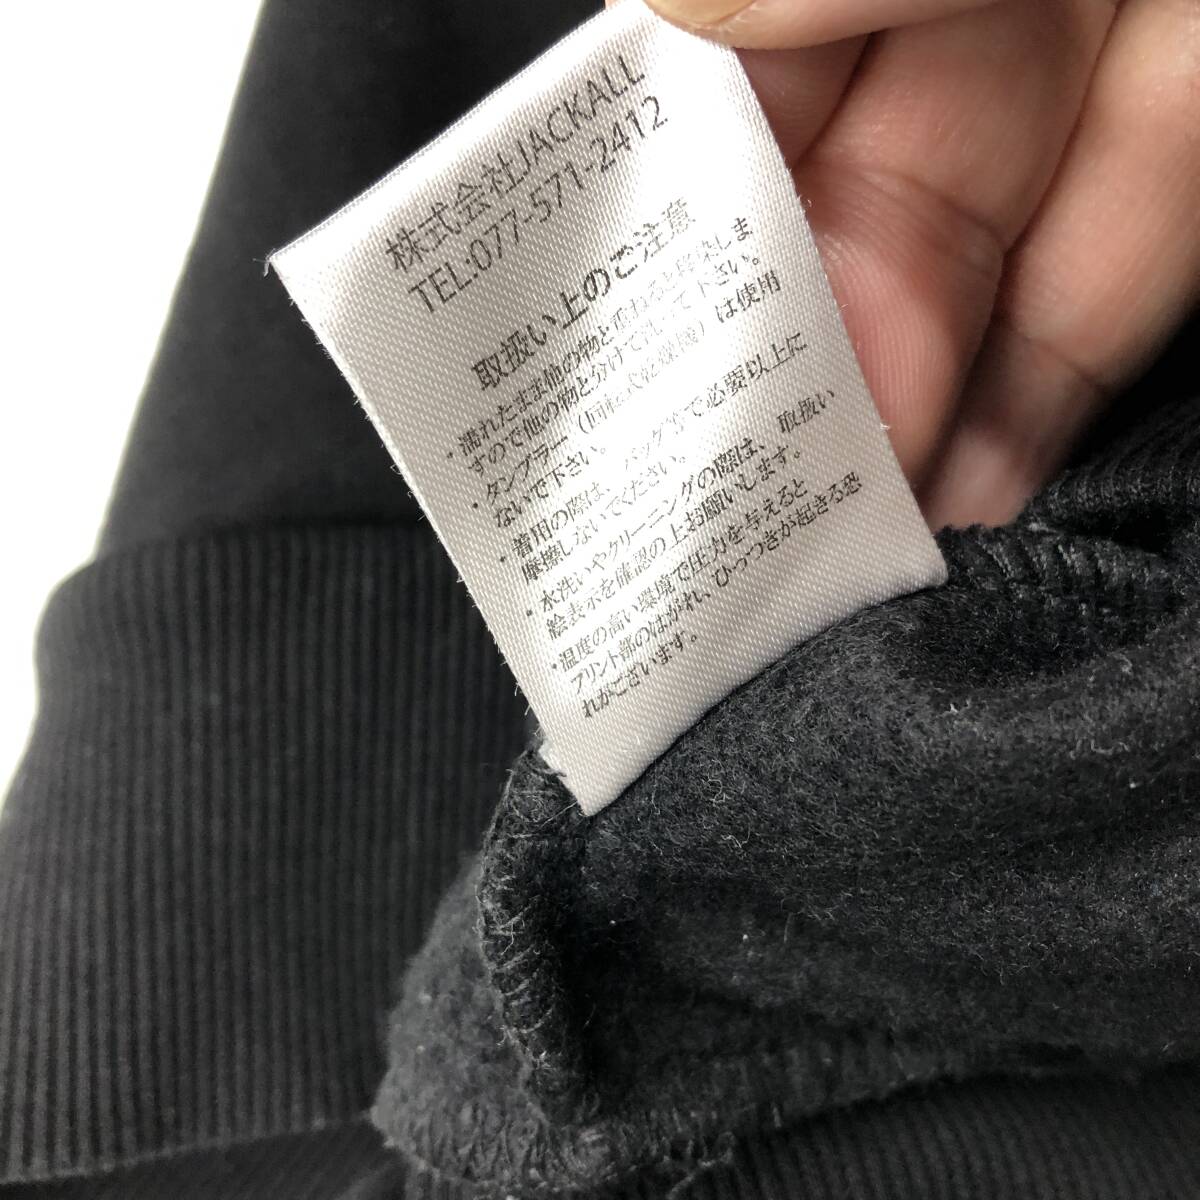 株式会社JACKALL
TEL:077-571-2412
取扱い上のご注意
・濡れたまま他の物と重ねると移染しま
すので他の物と分けて干して下さい。
・タンブラー（回転式乾燥機）は使用
ないで下さい。
・着用の際は、バッグ等で必要以上に
摩擦しないでください。
・水洗いやクリーニングの際は、取扱い
絵表示を確認の上お願いします。
・温度の高い環境で圧力を与えると
プリント部のはがれ、ひっつきが起きる恐
れがございます。